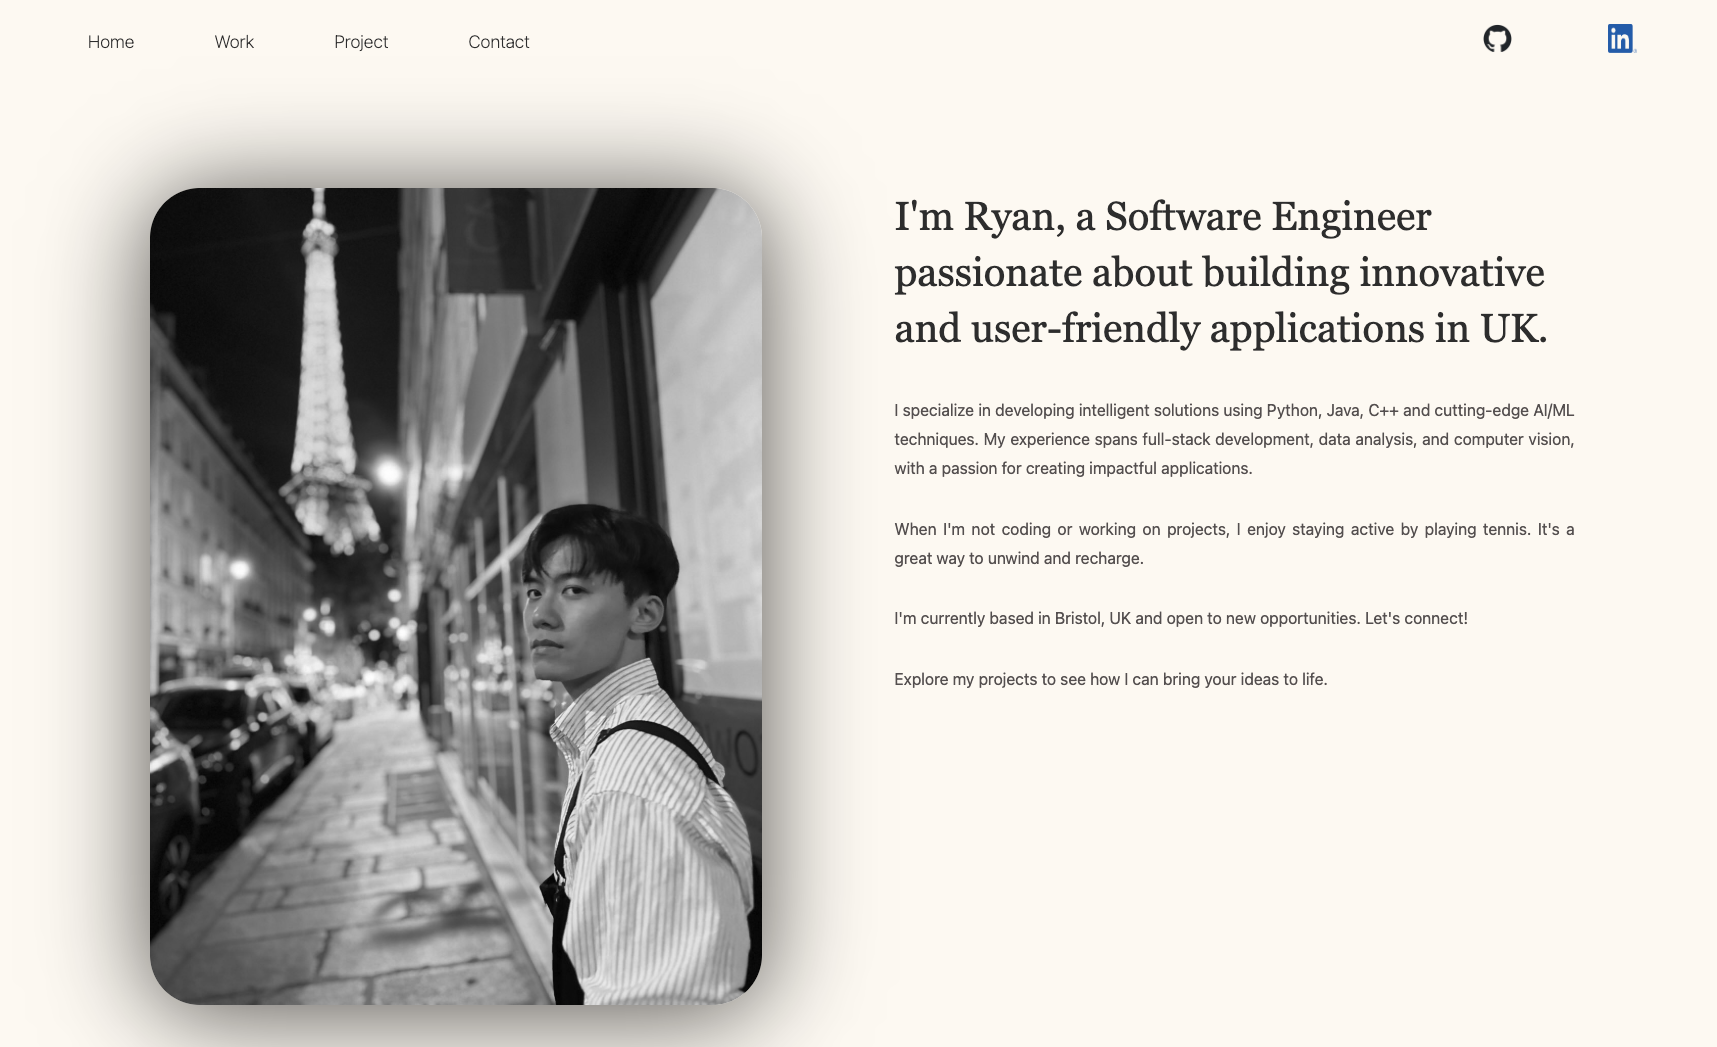 Home
Work
Project
Contact
in
I'm Ryan, a Software Engineer
passionate about building innovative
and user-friendly applications in UK.
I specialize in developing intelligent solutions using Python, Java, C++ and cutting-edge AI/ML
techniques. My experience spans full-stack development, data analysis, and computer vision,
with a passion for creating impactful applications.
When I'm not coding or working on projects, I enjoy staying active by playing tennis. It's a
great way to unwind and recharge.
I'm currently based in Bristol, UK and open to new opportunities. Let's connect!
Explore my projects to see how I can bring your ideas to life.